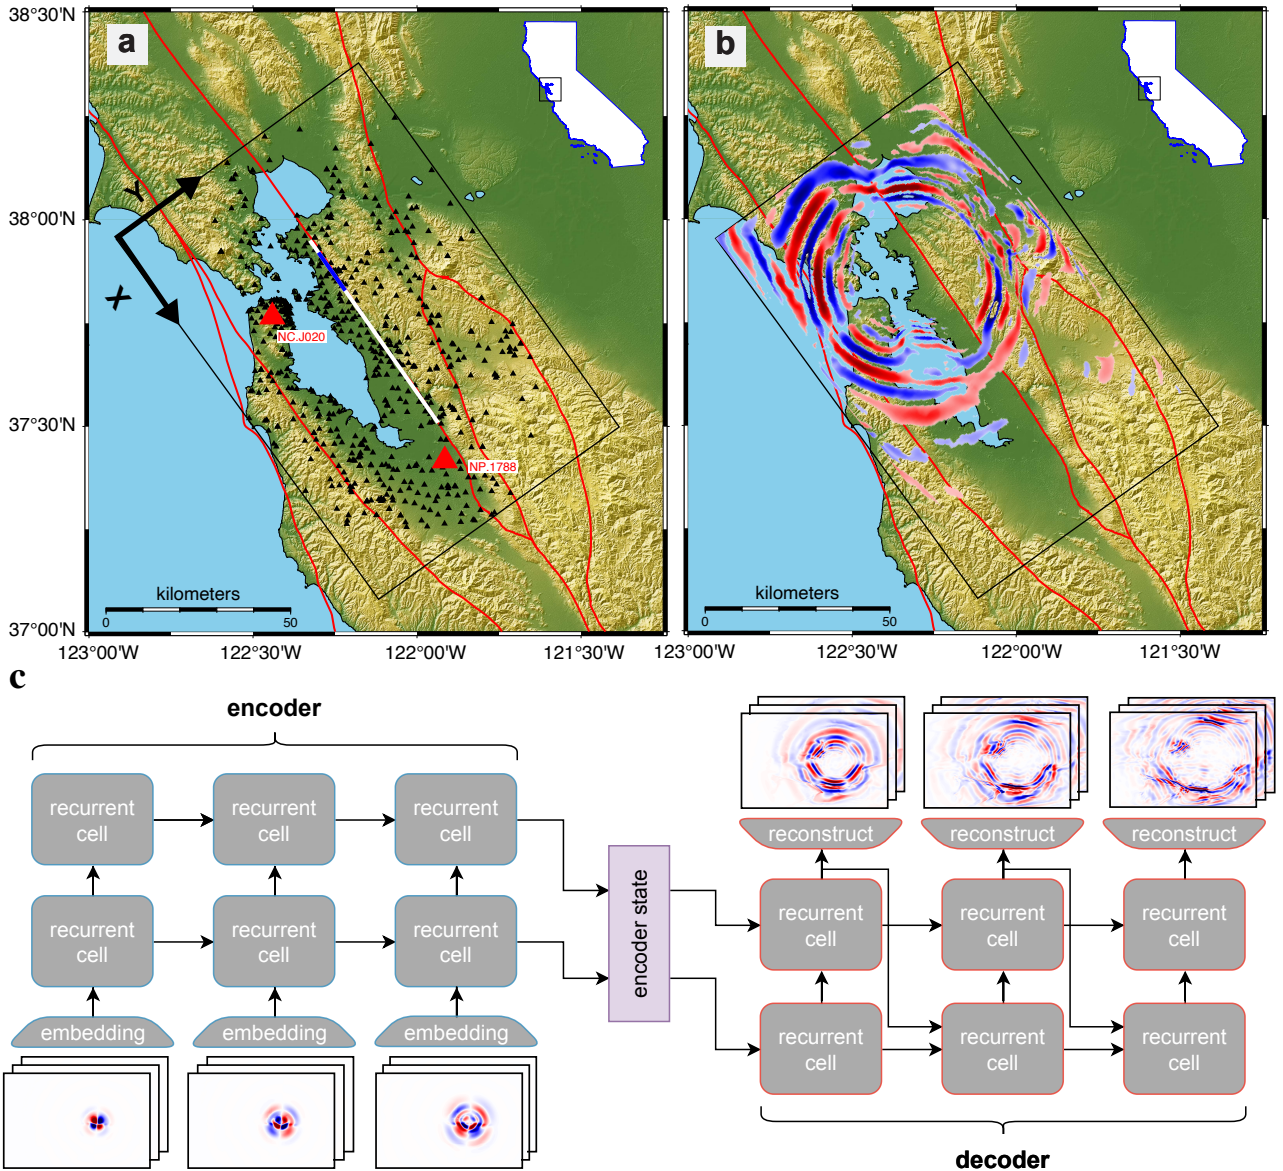 38°30'N
a
b
Y
X
38°00'N
NC.J020
37°30'N
NP.1788
kilometers
0 50
kilometers
0 50
37°00'N
123°00'W 122°30'W 122°00'W 121°30'W
123°00'W 122°30'W 122°00'W 121°30'W
c
encoder
recurrent cell
recurrent cell
recurrent cell
recurrent cell
recurrent cell
recurrent cell
embedding
embedding
embedding
encoder state
reconstruct
reconstruct
reconstruct
recurrent cell
recurrent cell
recurrent cell
recurrent cell
recurrent cell
recurrent cell
decoder